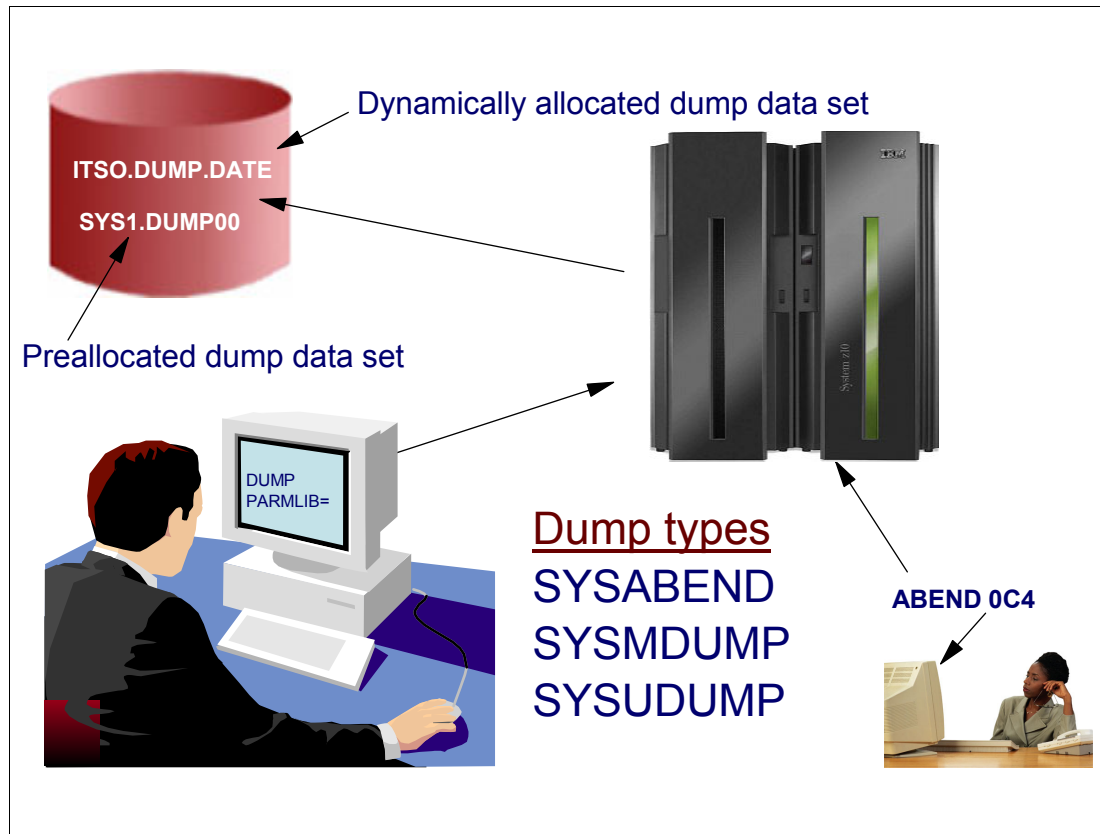 Dynamically allocated dump data set
ITSO.DUMP.DATE
SYS1.DUMP00
Preallocated dump data set
IBM
System z10
DUMP
PARMLIB=
Dump types
SYSABEND
SYSMDUMP
SYSUDUMP
ABEND 0C4